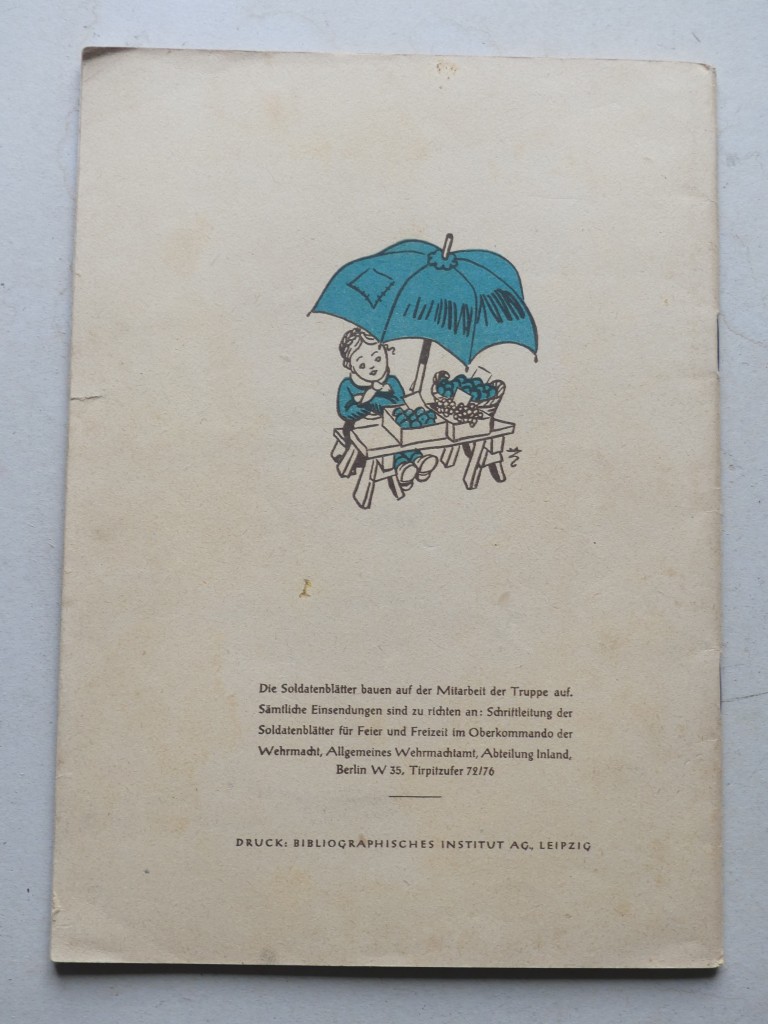 Die Soldatenblätter bauen auf der Mitarbeit der Truppe auf.
Sämtliche Einsendungen sind zu richten an: Schriftleitung der
Soldatenblätter für Feier und Freizeit im Oberkommando der
Wehrmacht, Allgemeines Wehrmachtamt, Abteilung Inland,
Berlin W 35, Tirpitzufer 72/76
DRUCK: BIBLIOGRAPHISCHES INSTITUT AG., LEIPZIG